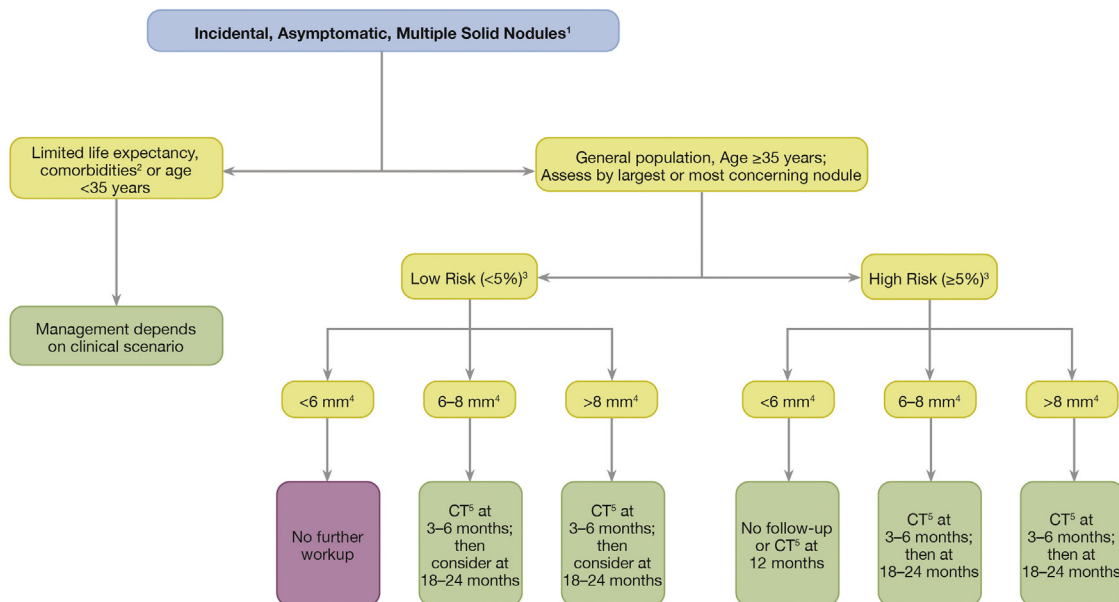 Incidental, Asymptomatic, Multiple Solid Nodules¹
Limited life expectancy,
comorbidities² or age
<35 years
General population, Age ≥35 years;
Assess by largest or most concerning nodule
Management depends
on clinical scenario
Low Risk (<5%)³
High Risk (≥5%)³
<6 mm⁴
6–8 mm⁴
>8 mm⁴
<6 mm⁴
6–8 mm⁴
>8 mm⁴
No further
workup
CT⁵ at
3–6 months;
then
consider at
18–24 months
CT⁵ at
3–6 months;
then
consider at
18–24 months
No follow-up
or CT⁵ at
12 months
CT⁵ at
3–6 months;
then at
18–24 months
CT⁵ at
3–6 months;
then at
18–24 months